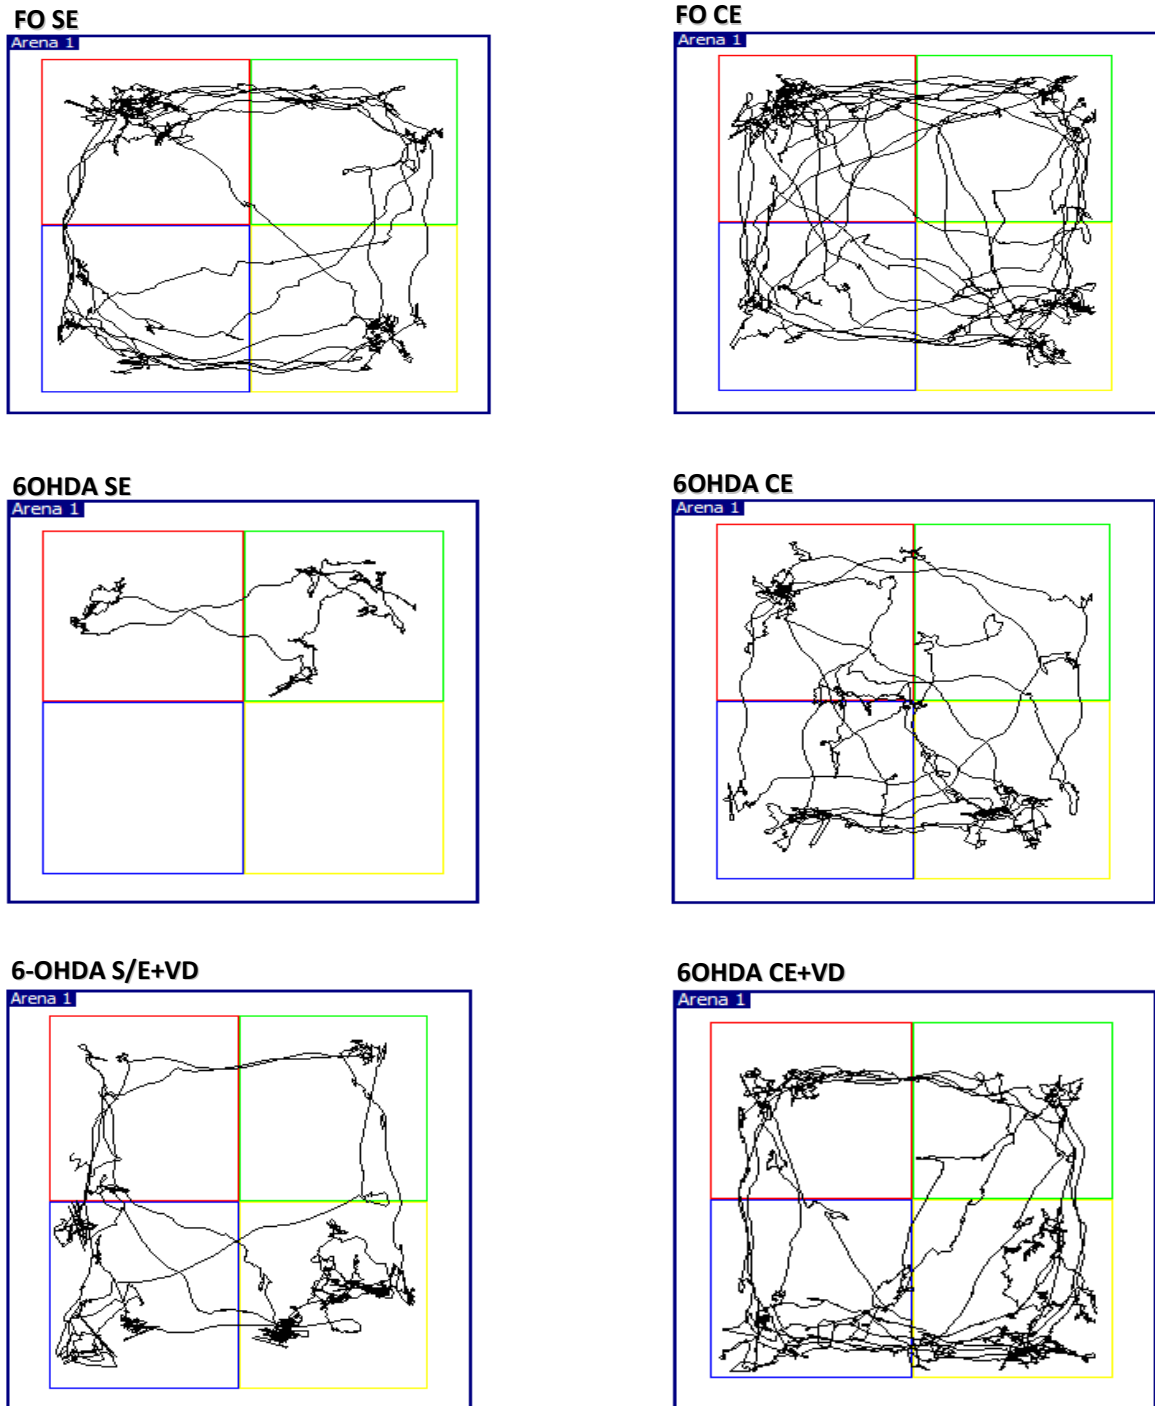 FO SE
Arena 1
FO CE
Arena 1
6OHDA SE
Arena 1
6OHDA CE
Arena 1
6-OHDA S/E+VD
Arena 1
6OHDA CE+VD
Arena 1